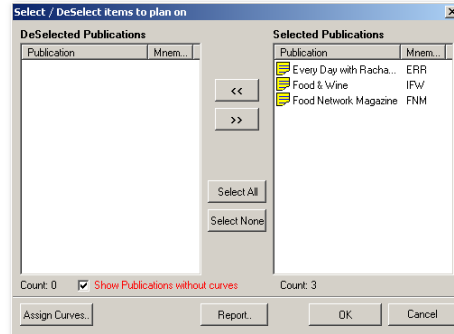 Select / DeSelect items to plan on
DeSelected Publications
Selected Publications
Publication Mnem...
Publication Mnem...
Every Day with Racha... ERR
Food & Wine IFW
Food Network Magazine FNM
<<
>>
Select All
Select None
Count: 0 Show Publications without curves Count: 3
Assign Curves.. Report.. OK Cancel